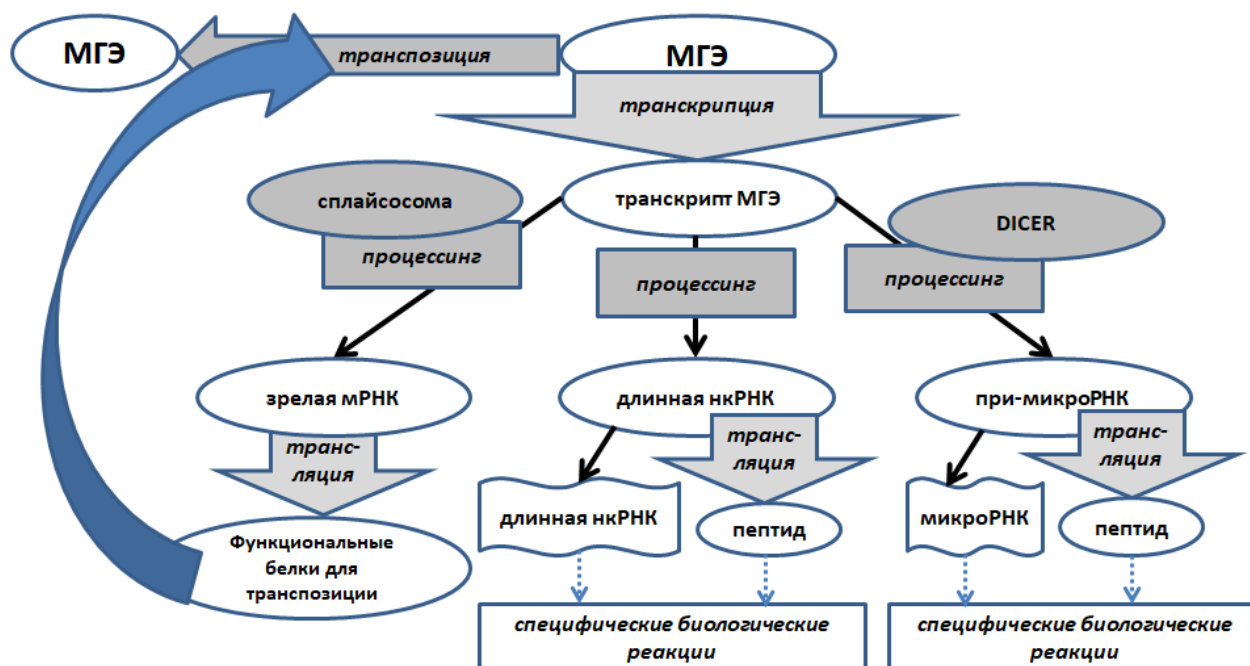 МГЭ
транспозиция
МГЭ
транскрипция
сплайсосома
транскрипт МГЭ
DICER
процессинг
процессинг
процессинг
зрелая мРНК
длинная нкРНК
при-микроРНК
транс-
ляция
транс-
ляция
транс-
ляция
длинная нкРНК
пептид
микроРНК
пептид
Функциональные
белки для
транспозиции
специфические биологические
реакции
специфические биологические
реакции